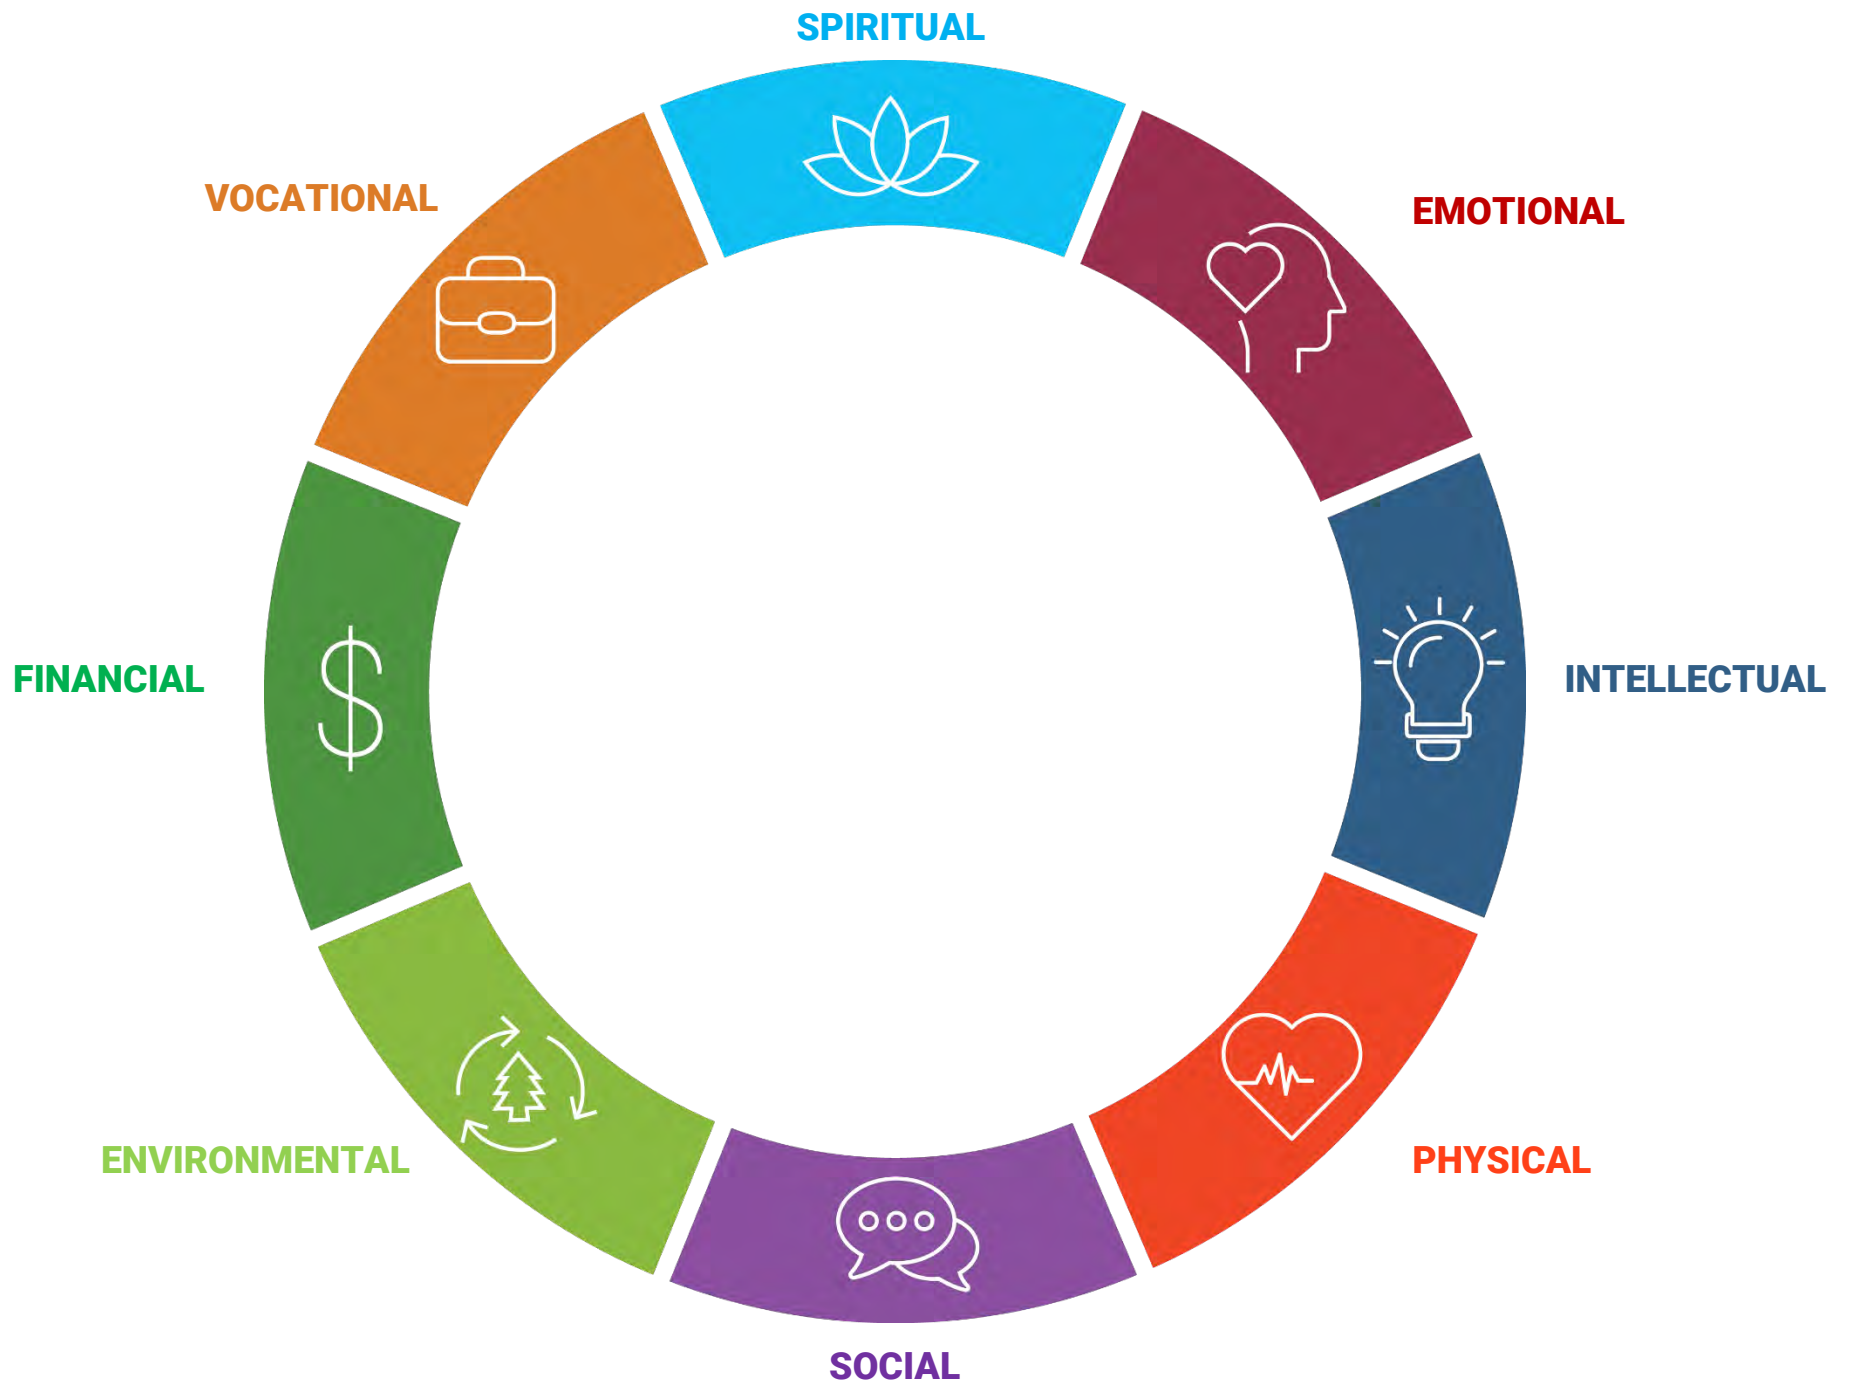 SPIRITUAL
VOCATIONAL
EMOTIONAL
FINANCIAL
INTELLECTUAL
ENVIRONMENTAL
PHYSICAL
SOCIAL